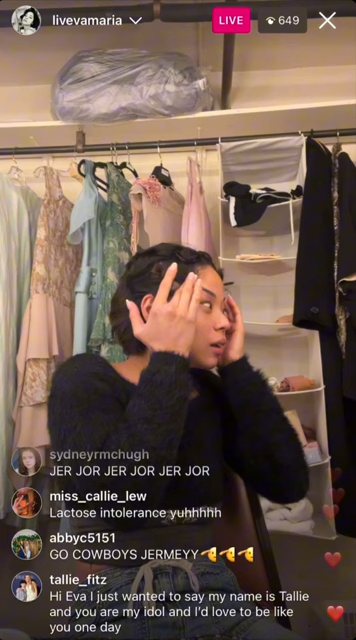 livevamaria
LIVE
649
sydneyrmchugh
JER JOR JER JOR JER JOR
miss_callie_lew
Lactose intolerance yuhhhhh
abbyc5151
GO COWBOYS JERMEYY🫡🫡🫡
tallie_fitz
Hi Eva I just wanted to say my name is Tallie
and you are my idol and I'd love to be like
you one day